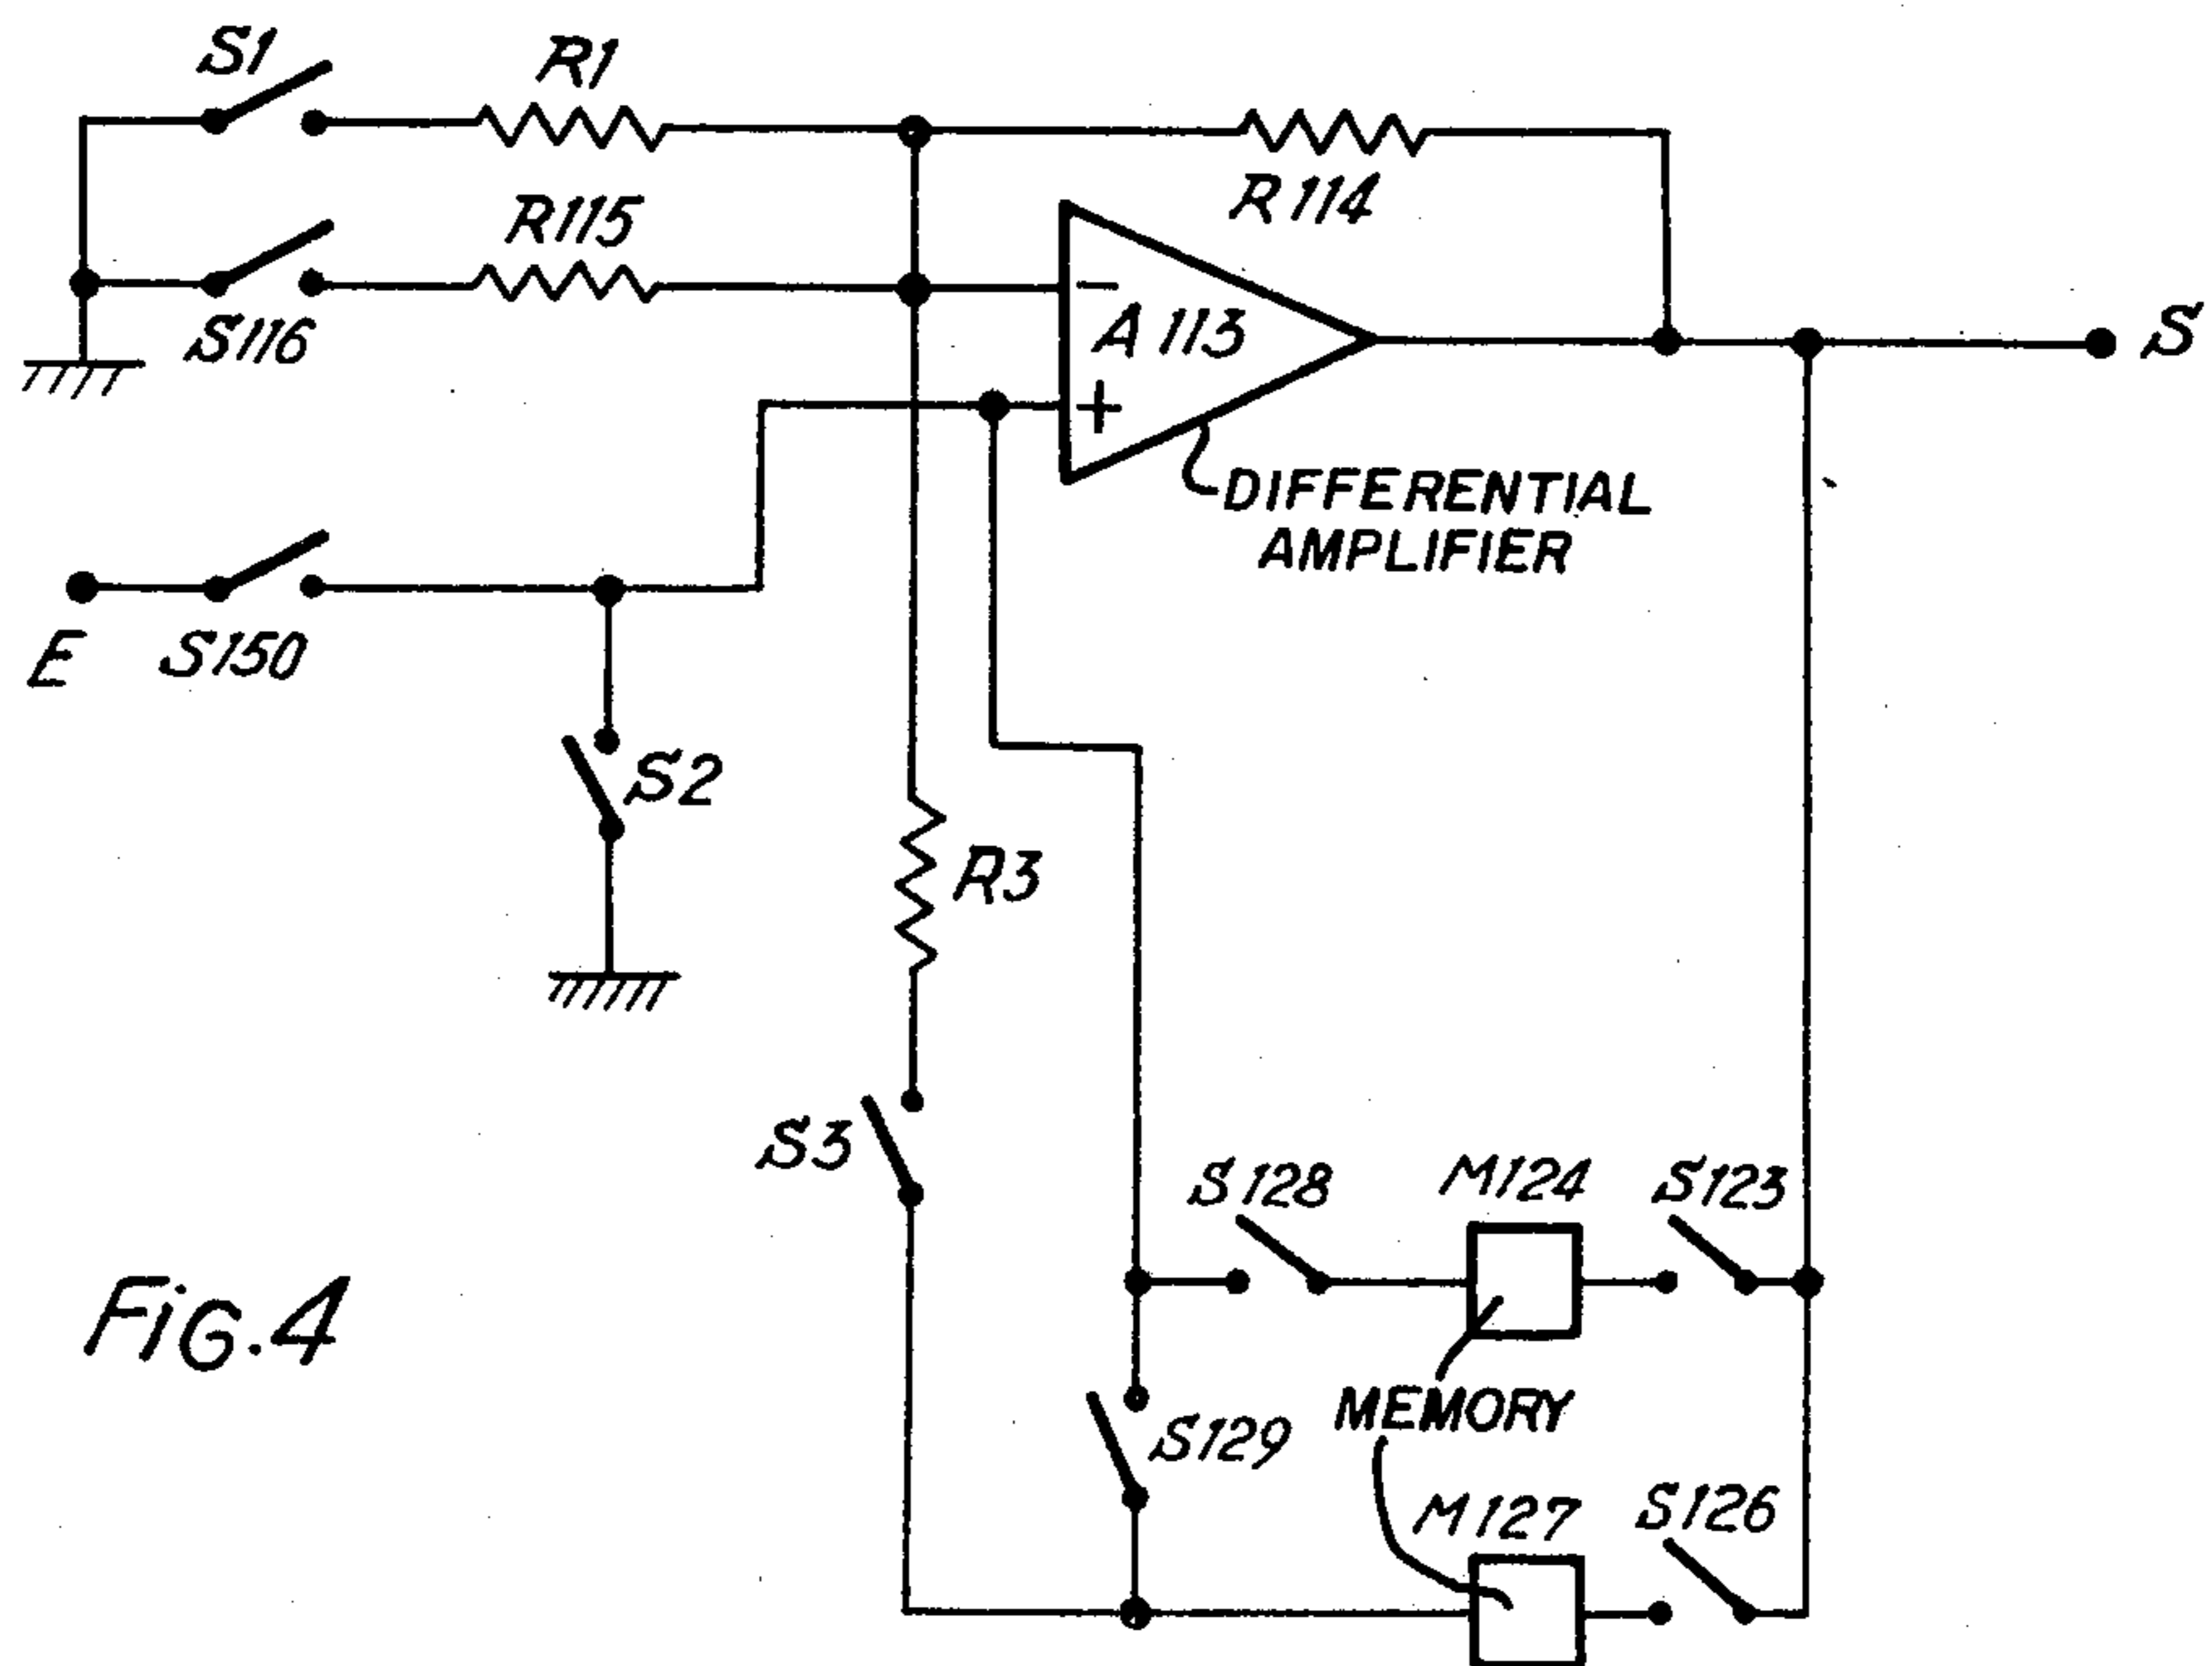 S1
R1
R115
R114
S116
-
A 113
+
S
DIFFERENTIAL
AMPLIFIER
E
S150
S2
R3
S3
S128
M124
S123
FIG.4
MEMORY
S129
M127
S126